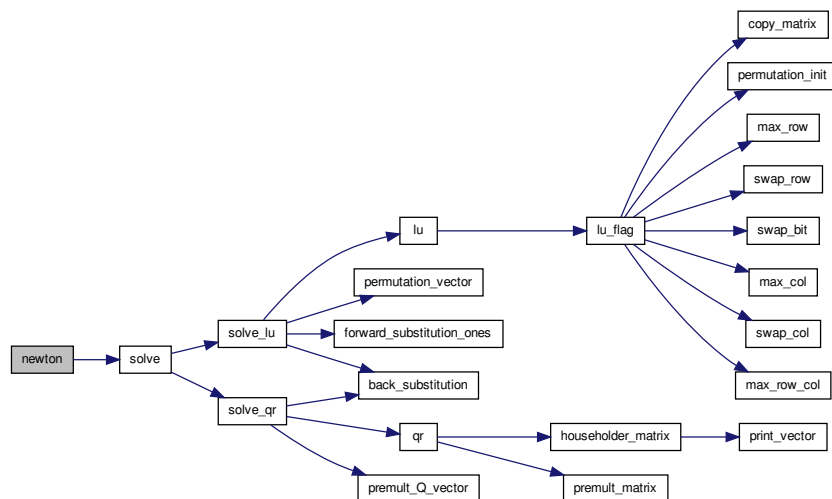 copy_matrix
permutation_init
max_row
swap_row
lu
lu_flag
swap_bit
permutation_vector
max_col
solve_lu
forward_substitution_ones
swap_col
newton
solve
back_substitution
max_row_col
solve_qr
qr
householder_matrix
print_vector
premult_Q_vector
premult_matrix